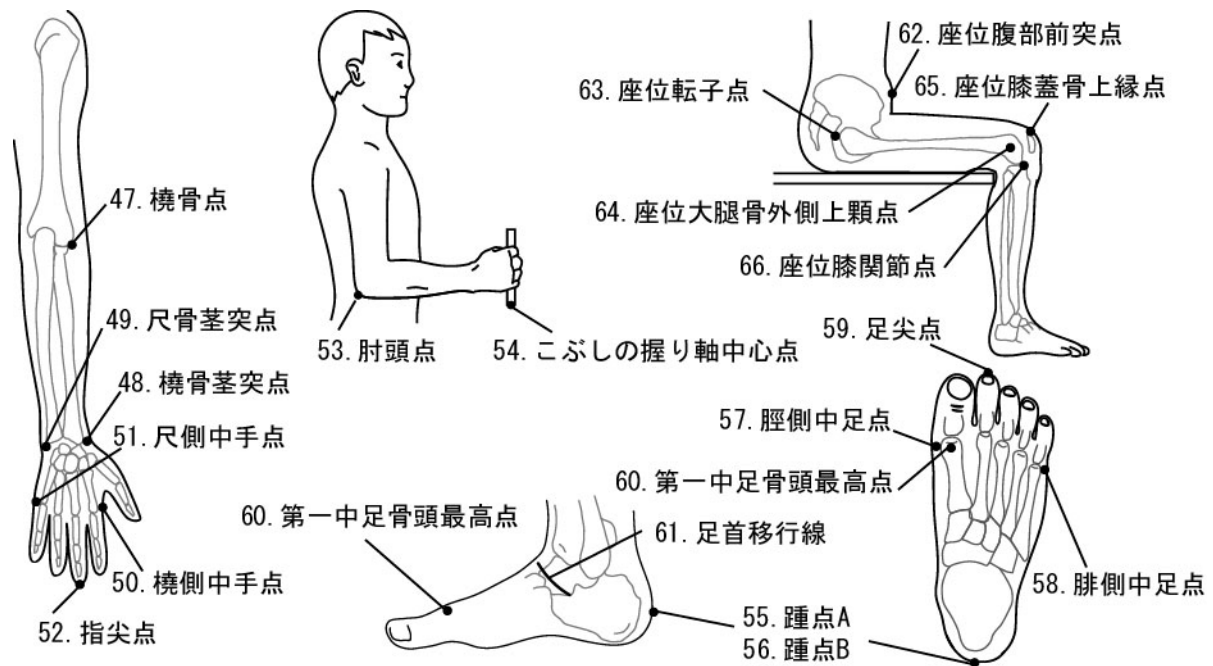 47. 橈骨点
49. 尺骨茎突点
48. 橈骨茎突点
51. 尺側中手点
50. 橈側中手点
52. 指尖点
53. 肘頭点
54. こぶしの握り軸中心点
62. 座位腹部前突点
63. 座位転子点
65. 座位膝蓋骨上縁点
64. 座位大腿骨外側上顆点
66. 座位膝関節点
59. 足尖点
57. 脛側中足点
60. 第一中足骨頭最高点
60. 第一中足骨頭最高点
61. 足首移行線
58. 腓側中足点
55. 踵点A
56. 踵点B